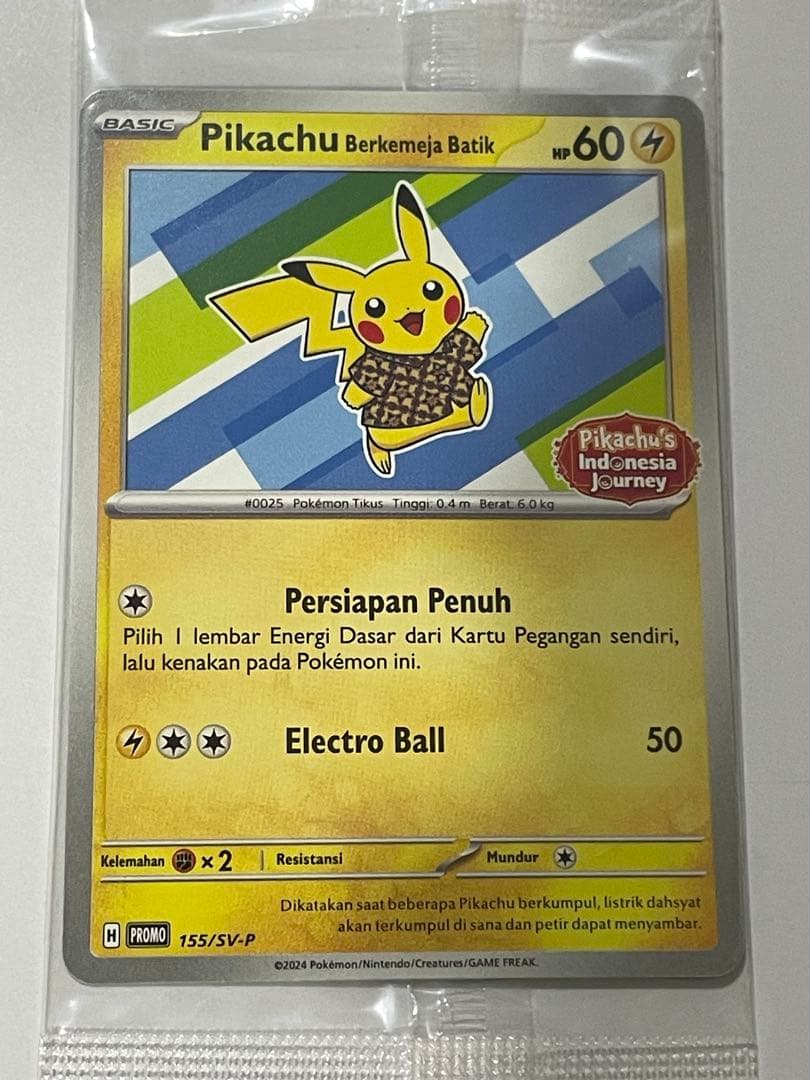 BASIC Pikachu Berkemeja Batik HP 60
Pikachu's
Indonesia
Journey
#0025 Pokémon Tikus Tinggi: 0.4 m Berat: 6.0 kg
Persiapan Penuh
Pilih 1 lembar Energi Dasar dari Kartu Pegangan sendiri,
lalu kenakan pada Pokémon ini.
Electro Ball 50
Kelemahan ×2 Resistansi Mundur
Dikatakan saat beberapa Pikachu berkumpul, listrik dahsyat
akan terkumpul di sana dan petir dapat menyambar.
H PROMO 155/SV-P
©2024 Pokémon/Nintendo/Creatures/GAME FREAK.